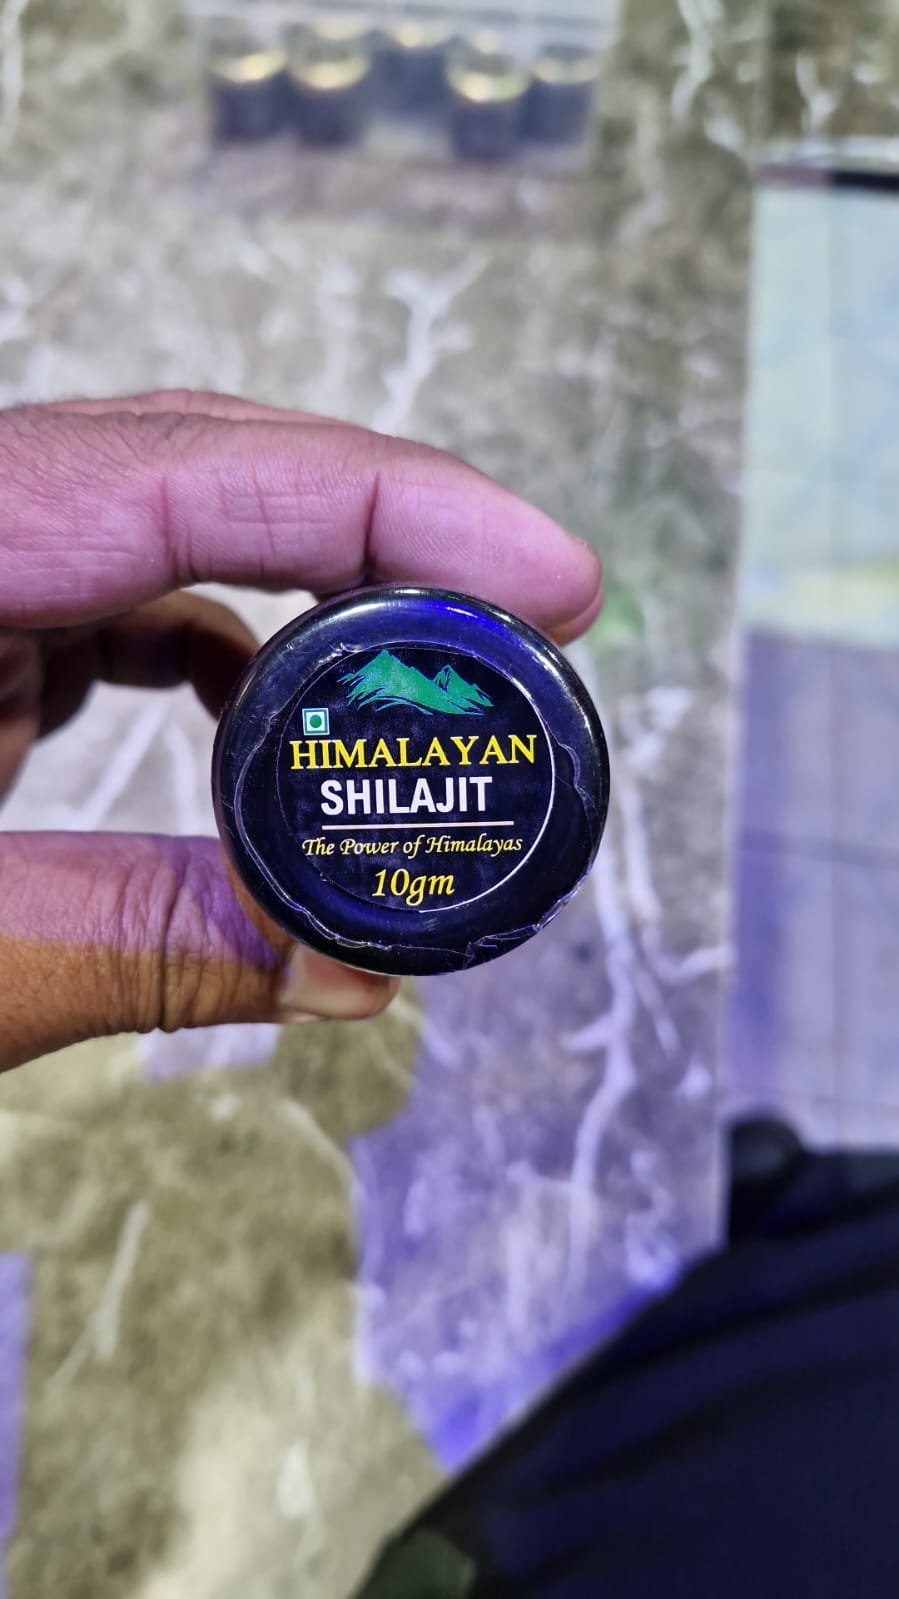 HIMALAYAN
SHILAJIT
The Power of Himalayas
10gm